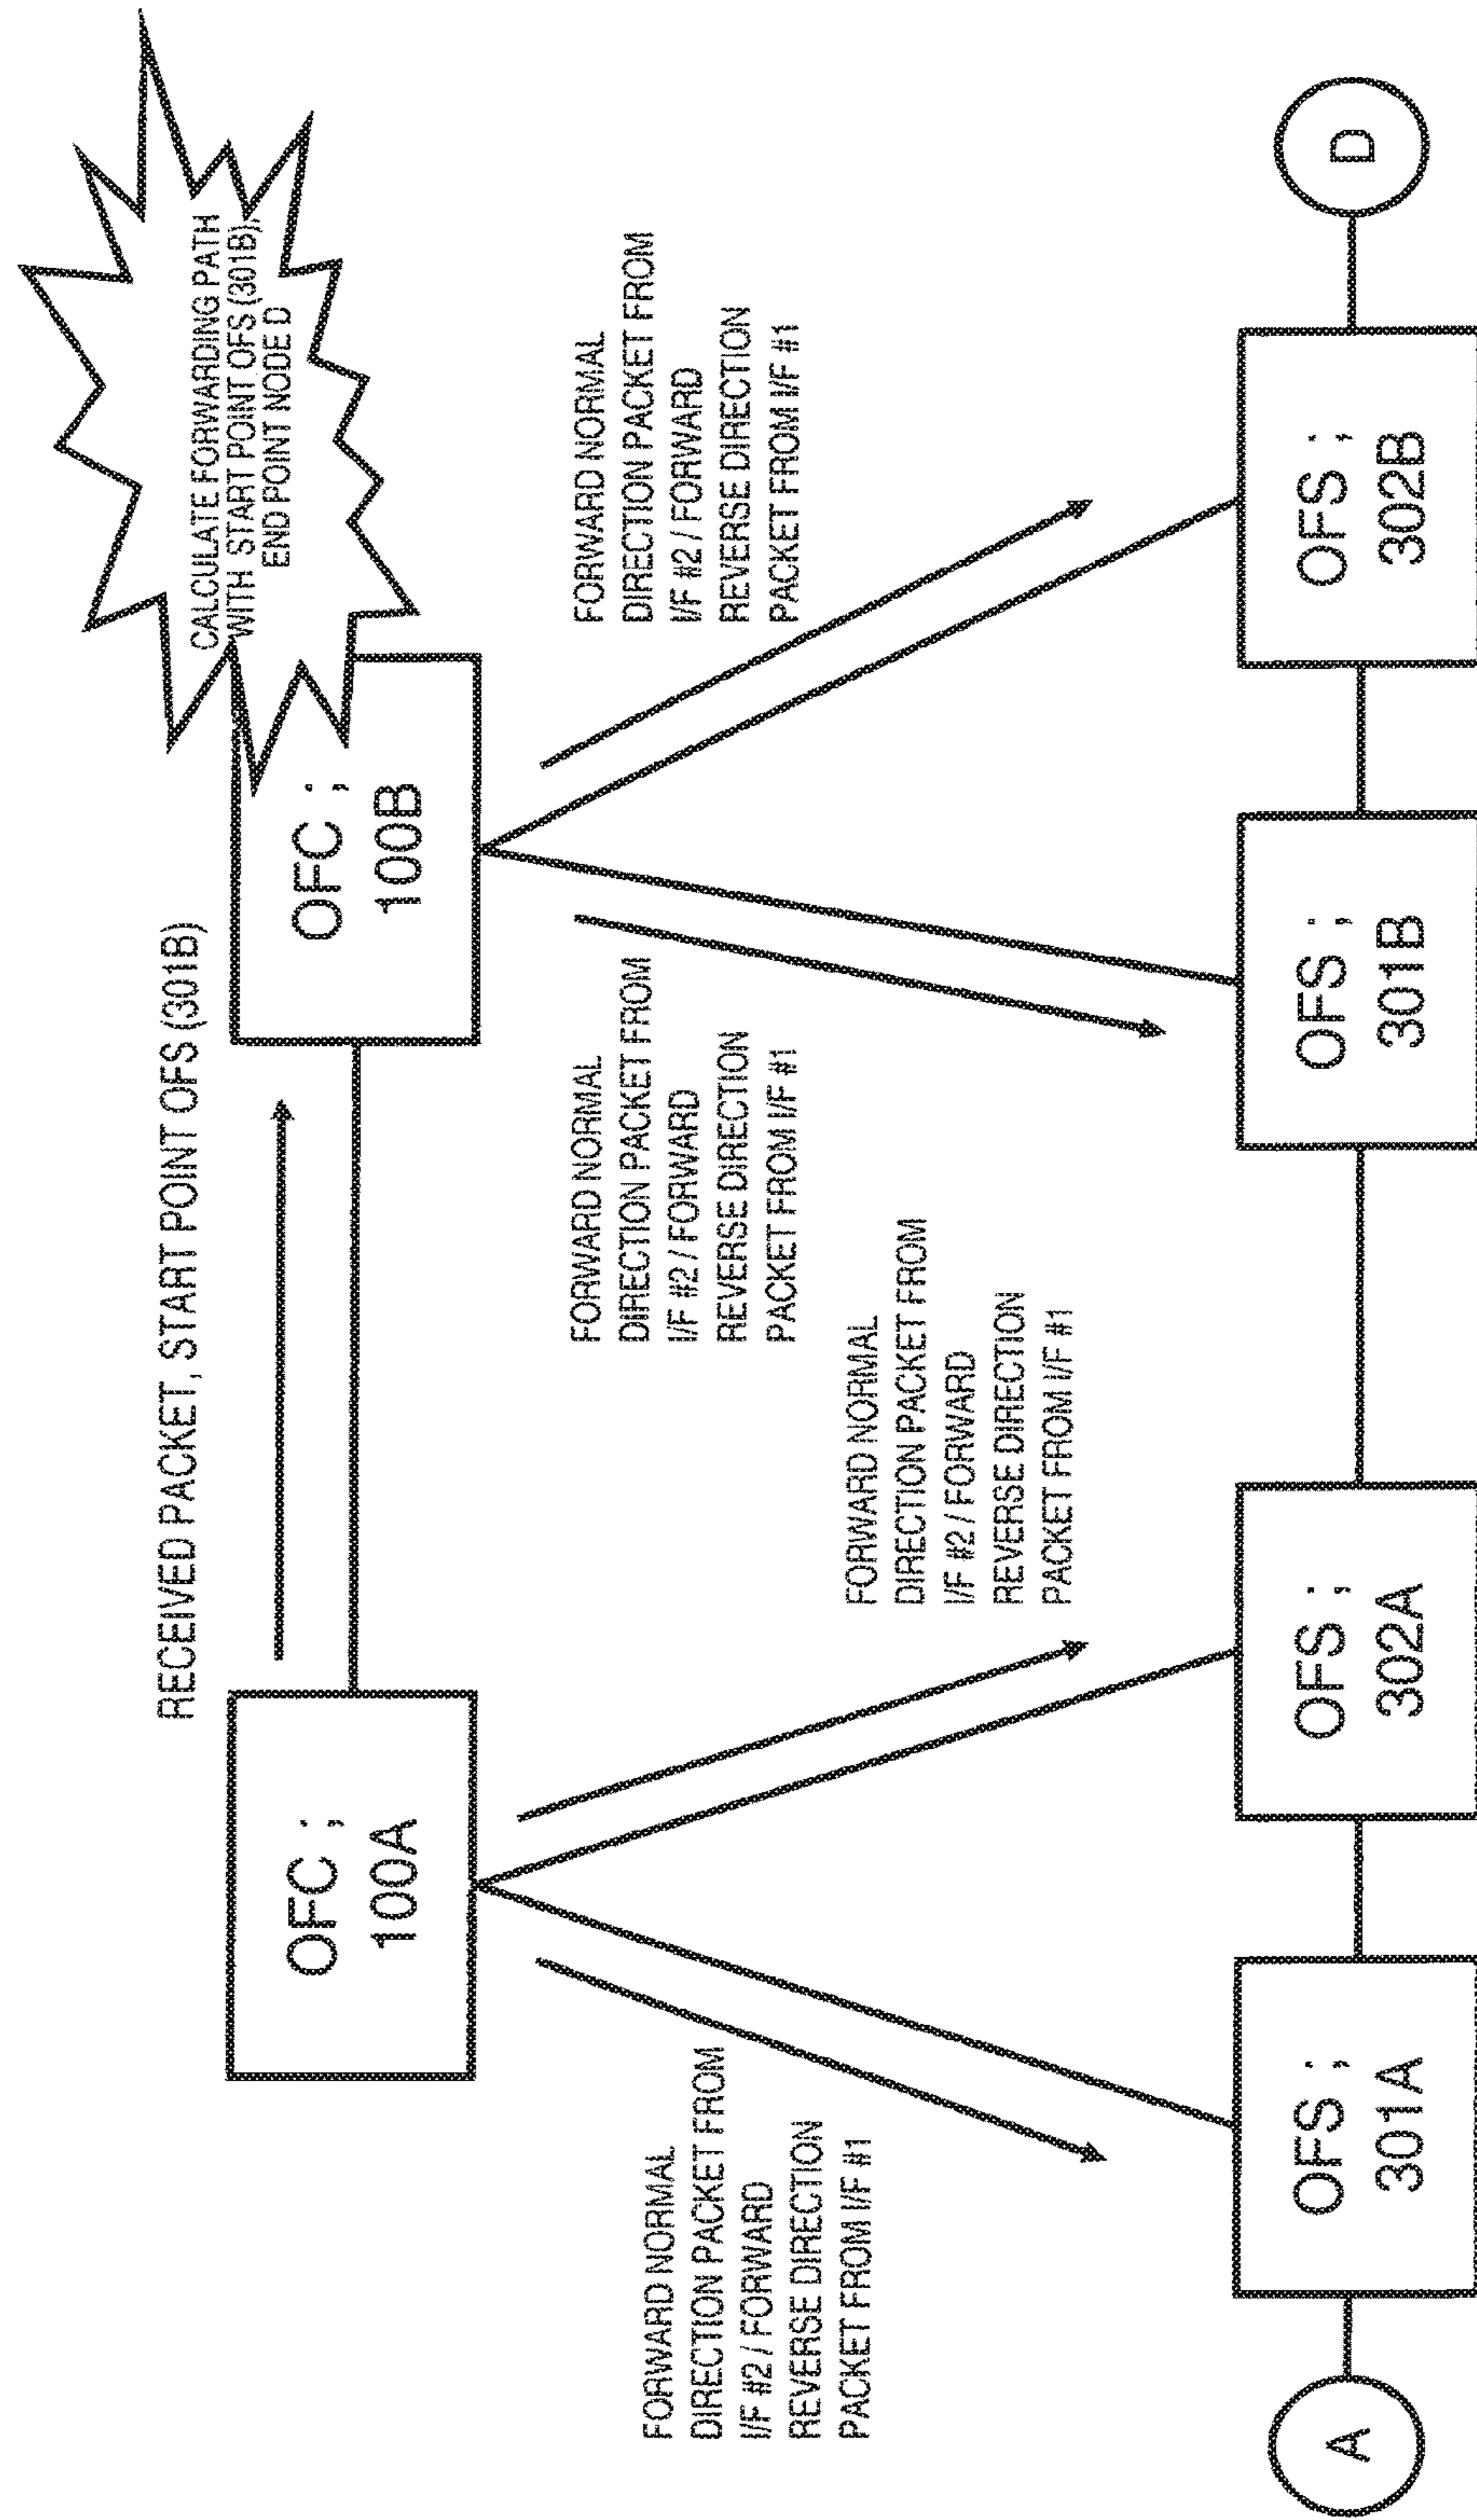 CALCULATE FORWARDING PATH
WITH START POINT OFS (301B),
END POINT NODE D
RECEIVED PACKET, START POINT OFS (301B)
OFC ;
100A
OFC ;
100B
FORWARD NORMAL
DIRECTION PACKET FROM
I/F #2 / FORWARD
REVERSE DIRECTION
PACKET FROM I/F #1
FORWARD NORMAL
DIRECTION PACKET FROM
I/F #2 / FORWARD
REVERSE DIRECTION
PACKET FROM I/F #1
FORWARD NORMAL
DIRECTION PACKET FROM
I/F #2 / FORWARD
REVERSE DIRECTION
PACKET FROM I/F #1
FORWARD NORMAL
DIRECTION PACKET FROM
I/F #2 / FORWARD
REVERSE DIRECTION
PACKET FROM I/F #1
A
OFS ;
301A
OFS ;
302A
OFS ;
301B
OFS ;
302B
D